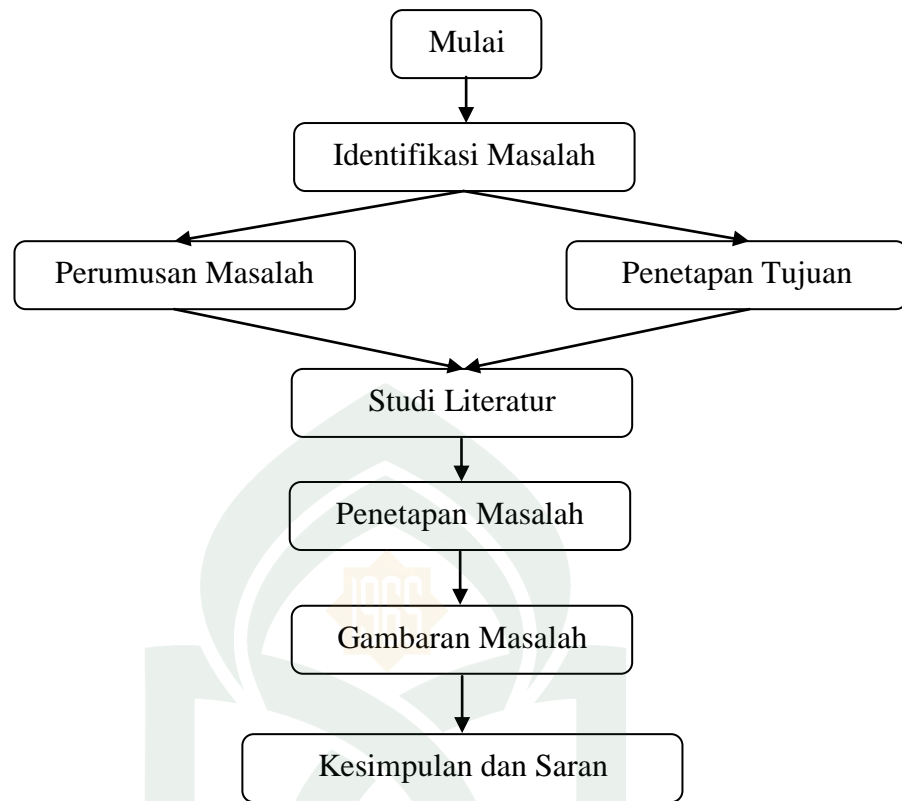 Mulai
Identifikasi Masalah
Perumusan Masalah
Penetapan Tujuan
Studi Literatur
Penetapan Masalah
Gambaran Masalah
Kesimpulan dan Saran